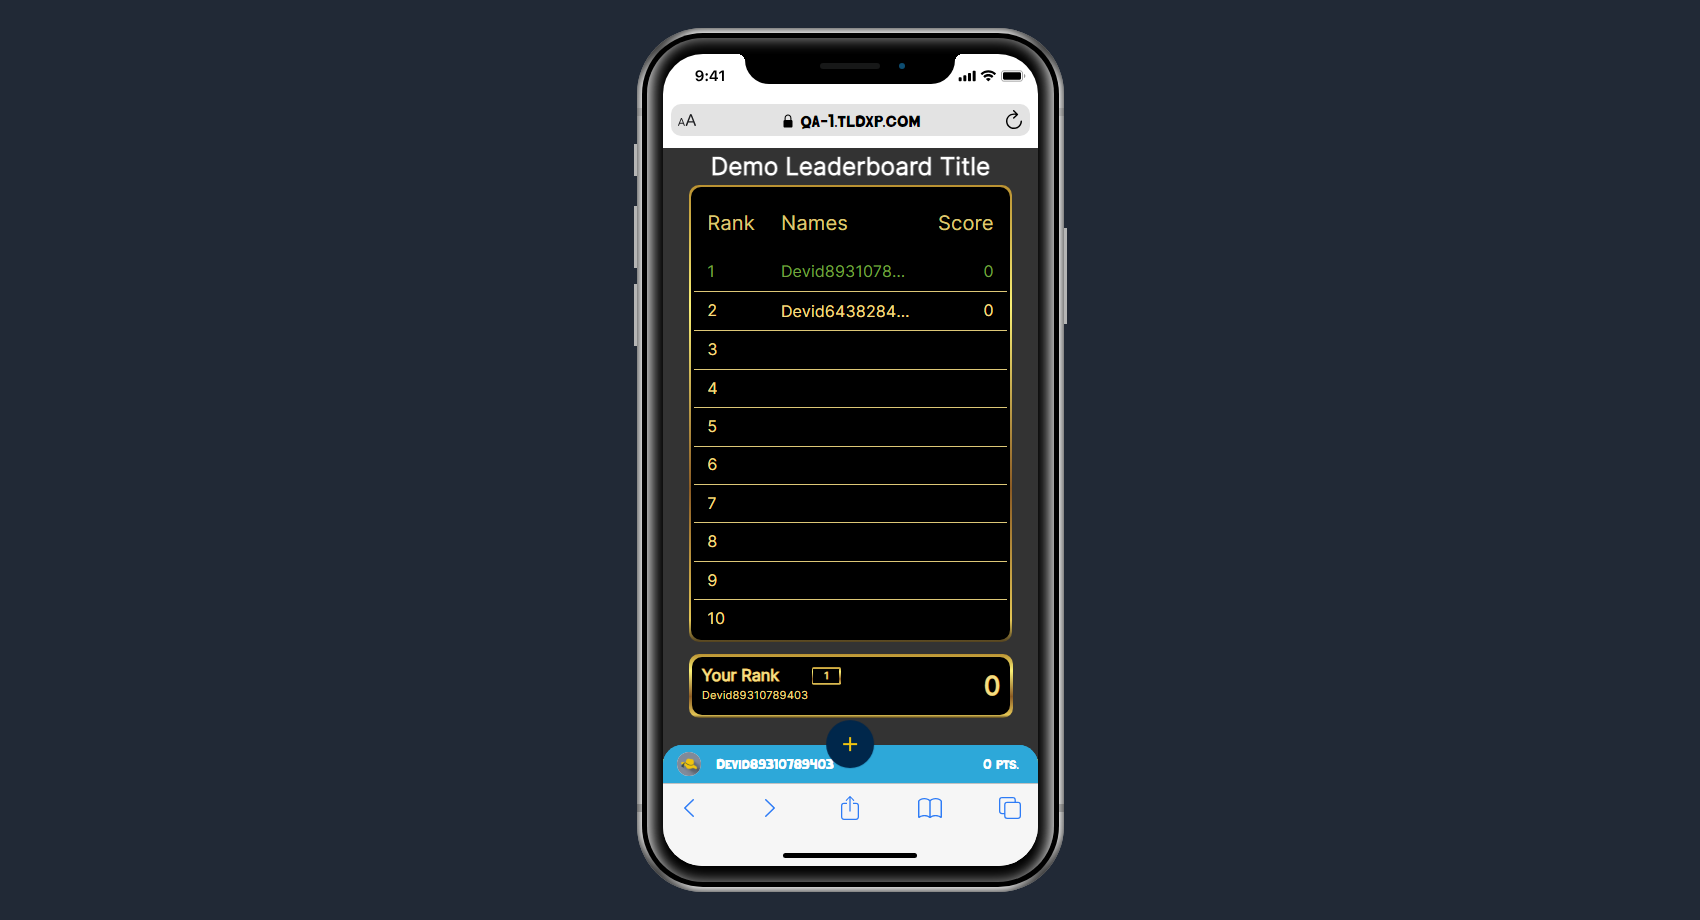 9:41
AA QA-1.TLDXP.COM
Demo Leaderboard Title
Rank Names Score
1 Devid8931078... 0
2 Devid6438284... 0
3
4
5
6
7
8
9
10
Your Rank 1 0
Devid89310789403
+
Devid89310789403 0 PTS.